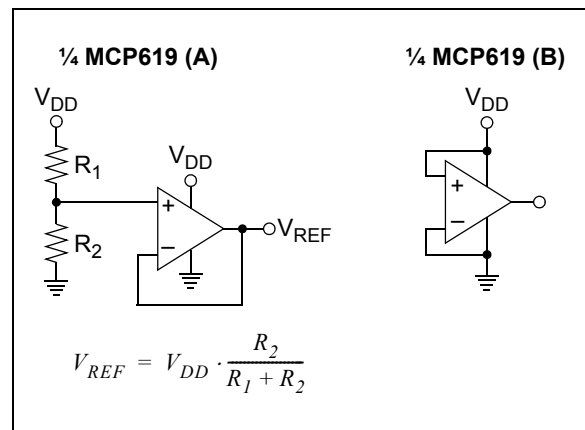 ¼ MCP619 (A)
¼ MCP619 (B)
VDD
VDD
VDD
R1
R2
+
−
VREF
+
−
VREF = VDD · R2 / (R1 + R2)